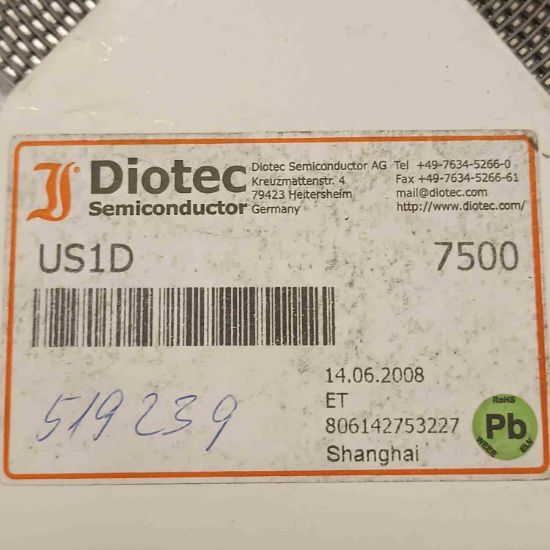 Diotec
Semiconductor
Diotec Semiconductor AG
Kreuzmattenstr. 4
79423 Heitersheim
Germany
Tel +49-7634-5266-0
Fax +49-7634-5266-61
mail@diotec.com
http://www.diotec.com/
US1D
7500
519239
14.06.2008
ET
806142753227
Shanghai
RoHS
Pb
WEEE
ELV